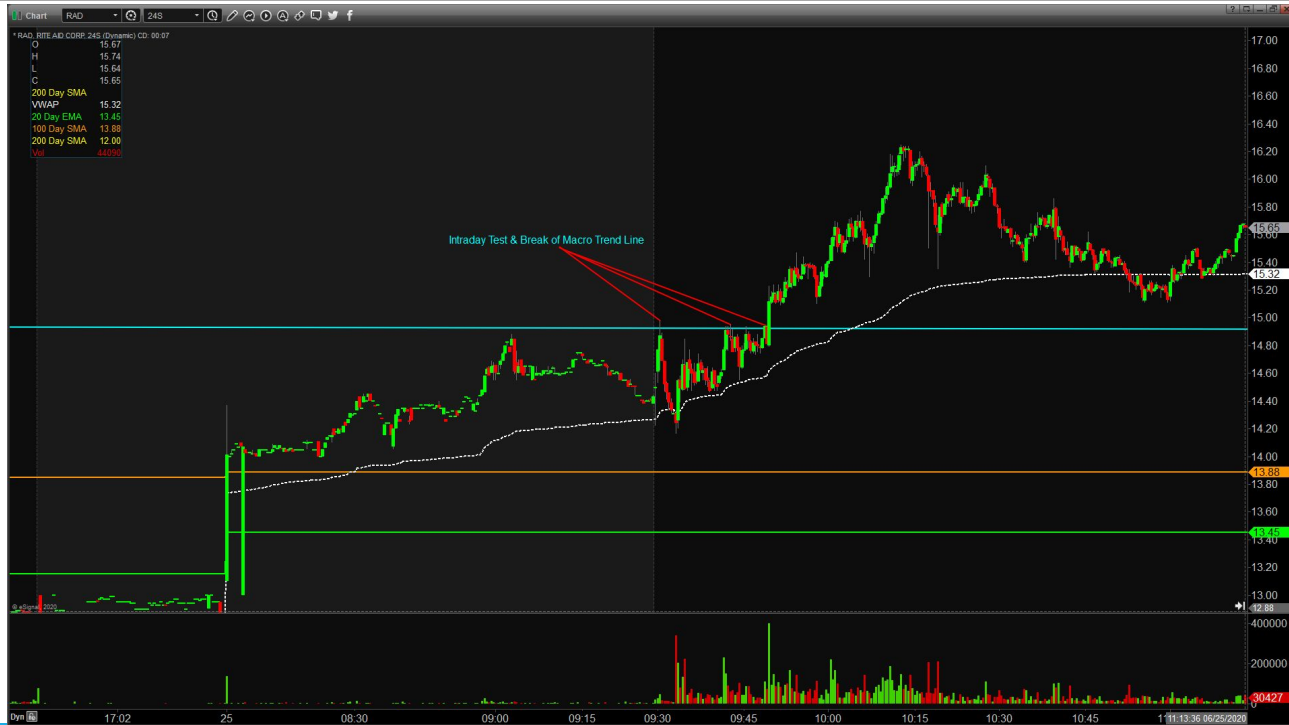 Chart RAD 24S
* RAD, RITE AID CORP, 24S (Dynamic) CD: 00:07
O 15.67
H 15.74
L 15.64
C 15.65
200 Day SMA
VWAP 15.32
20 Day EMA 13.45
100 Day SMA 13.88
200 Day SMA 12.00
Vol 44090
Intraday Test & Break of Macro Trend Line
17.00
16.80
16.60
16.40
16.20
16.00
15.80
15.65
15.60
15.40
15.32
15.20
15.00
14.80
14.60
14.40
14.20
14.00
13.88
13.80
13.60
13.45
13.40
13.20
13.00
12.88
© eSignal, 2020
400000
200000
30427
0
Dyn 17:02 25 08:30 09:00 09:15 09:30 09:45 10:00 10:15 10:30 10:45 11:13:36 06/25/2020